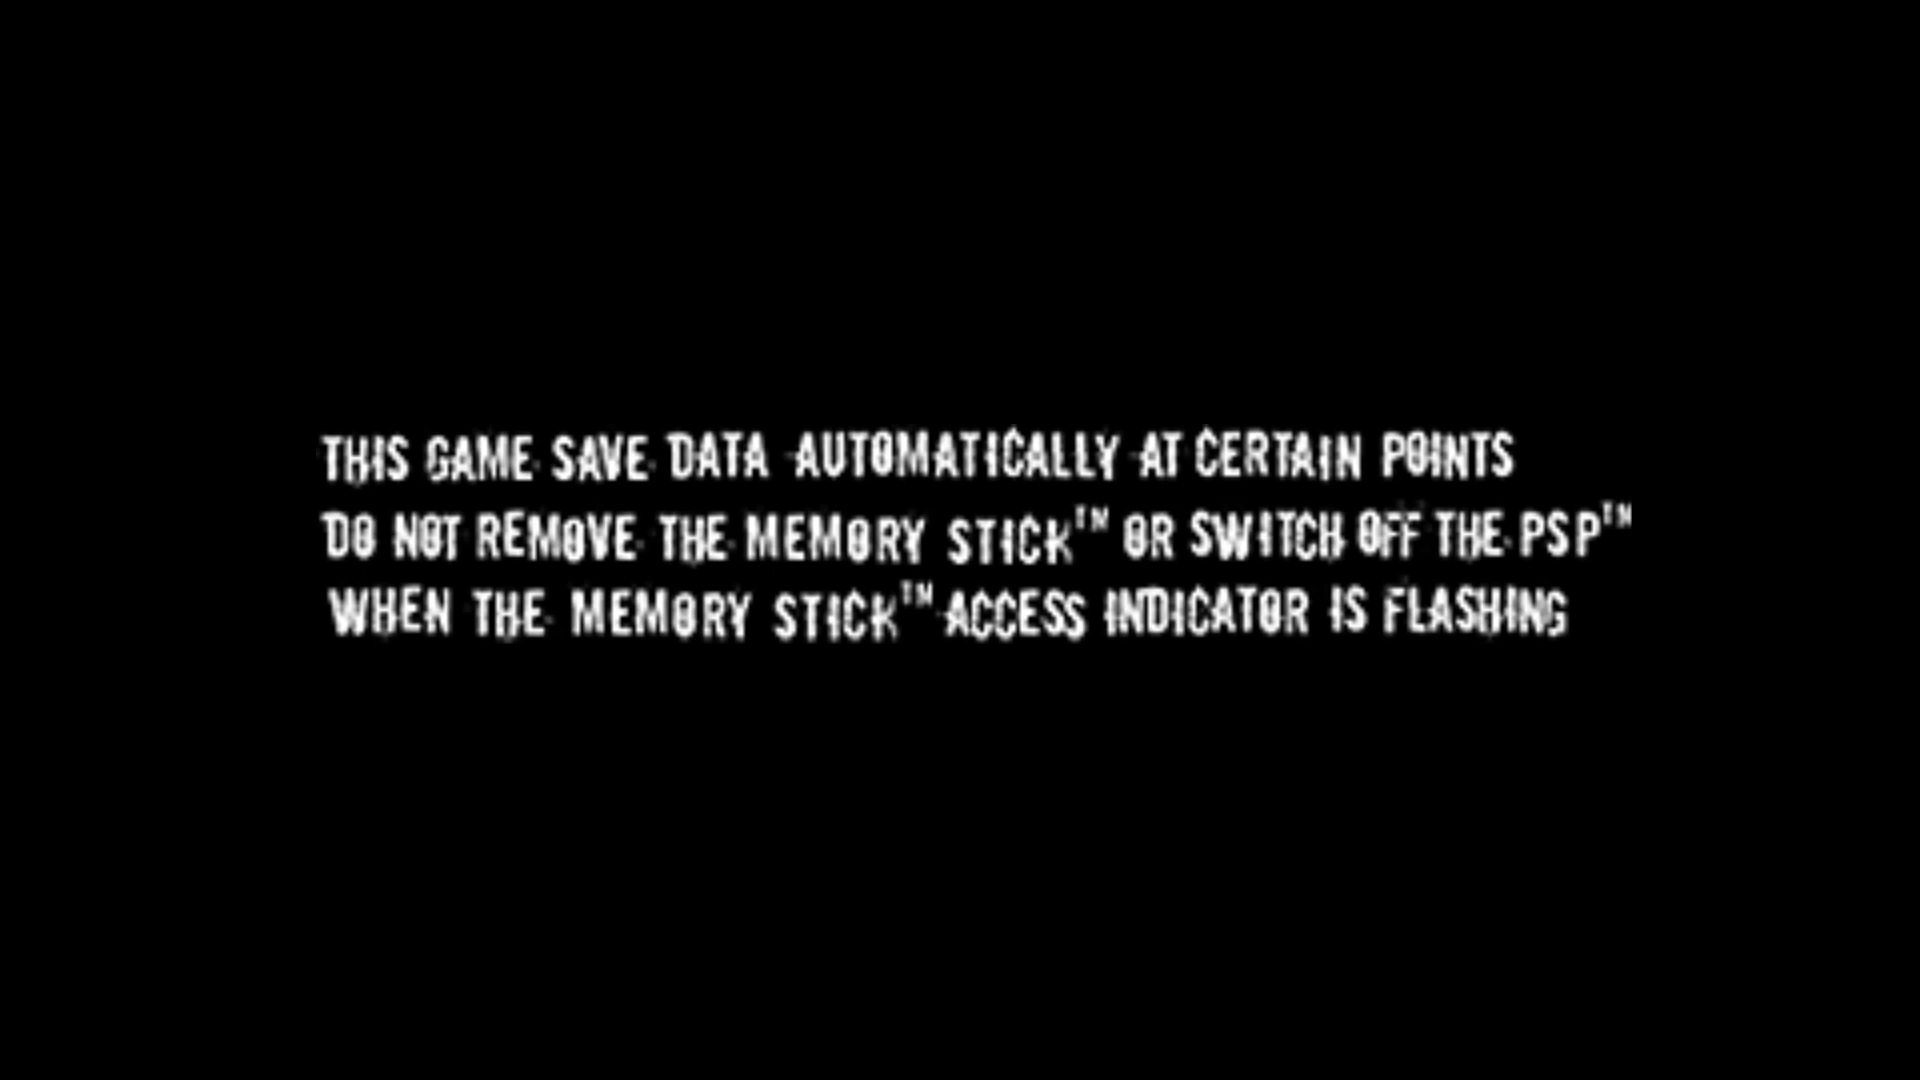 THIS GAME SAVE DATA AUTOMATICALLY AT CERTAIN POINTS
DO NOT REMOVE THE MEMORY STICK™ OR SWITCH OFF THE PSP™
WHEN THE MEMORY STICK™ ACCESS INDICATOR IS FLASHING